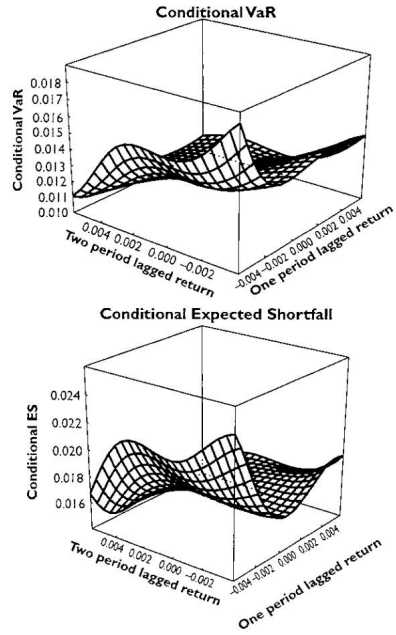 Conditional VaR
Conditional VaR
0.018
0.017
0.016
0.015
0.014
0.013
0.012
0.011
0.010
0.004 0.002 0.000 -0.002
Two period lagged return
-0.004 -0.002 0.000 0.002 0.004
One period lagged return
Conditional Expected Shortfall
Conditional ES
0.024
0.022
0.020
0.018
0.016
0.004 0.002 0.000 -0.002
Two period lagged return
-0.004 -0.002 0.000 0.002 0.004
One period lagged return